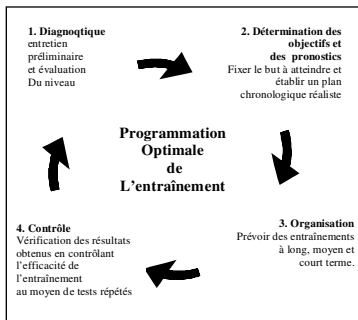 1. Diagnoqtique
entretien
préliminaire
et évaluation
Du niveau
2. Détermination des
objectifs et
des pronostics
Fixer le but à atteindre et
établir un plan
chronologique réaliste
Programmation
Optimale
de
L'entraînement
3. Organisation
Prévoir des entraînements
à long, moyen et
court terme.
4. Contrôle
Vérification des résultats
obtenus en contrôlant
l'efficacité de
l'entraînement
au moyen de tests répétés